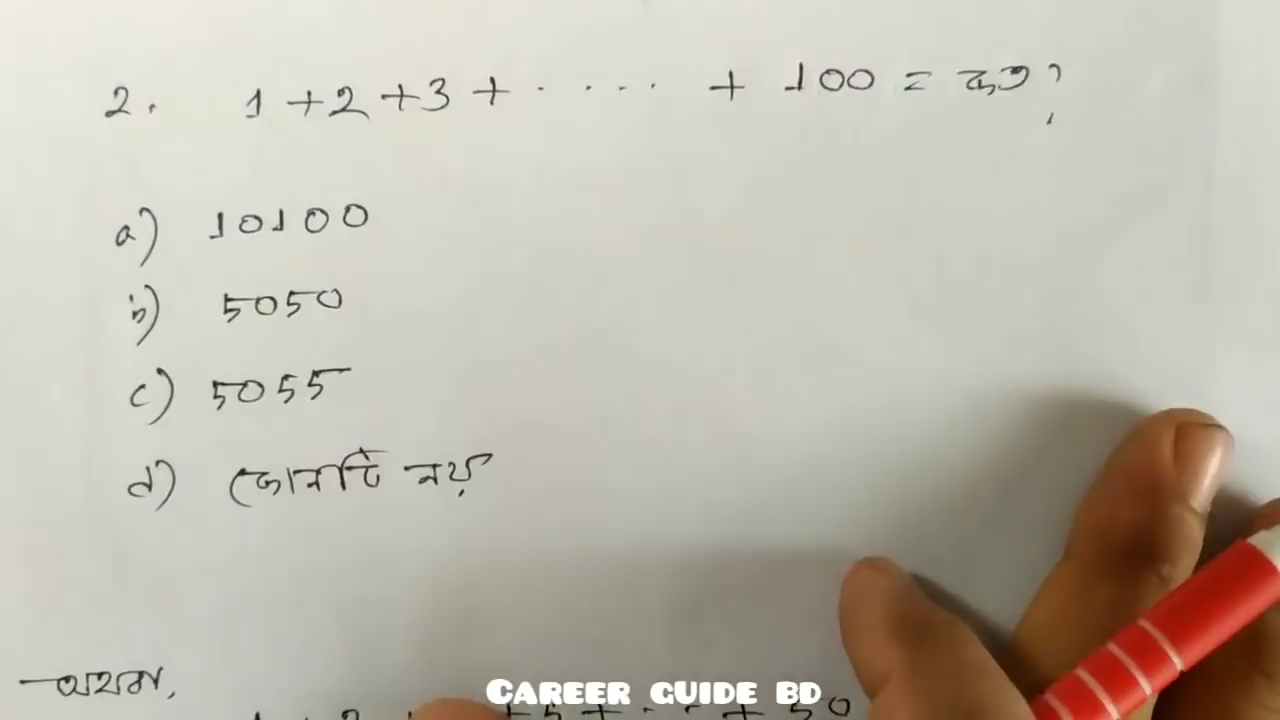 2. 1 +2 +3 + ..... + 100 = কত?
a) 10100
b) 5050
c) 5055
d) কোনটি নয়
অথবা,
CAREER GUIDE BD